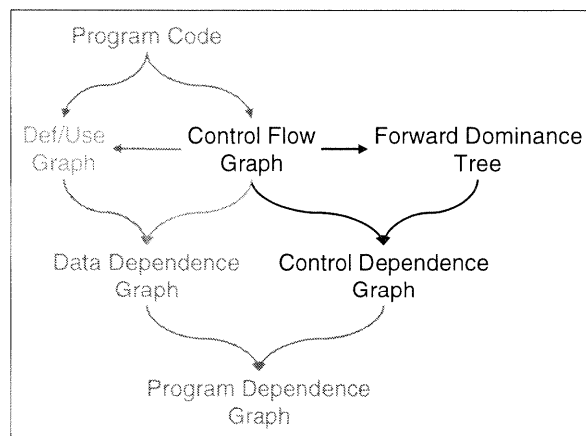 Program Code
Def/Use
Graph
Control Flow
Graph
Forward Dominance
Tree
Data Dependence
Graph
Control Dependence
Graph
Program Dependence
Graph